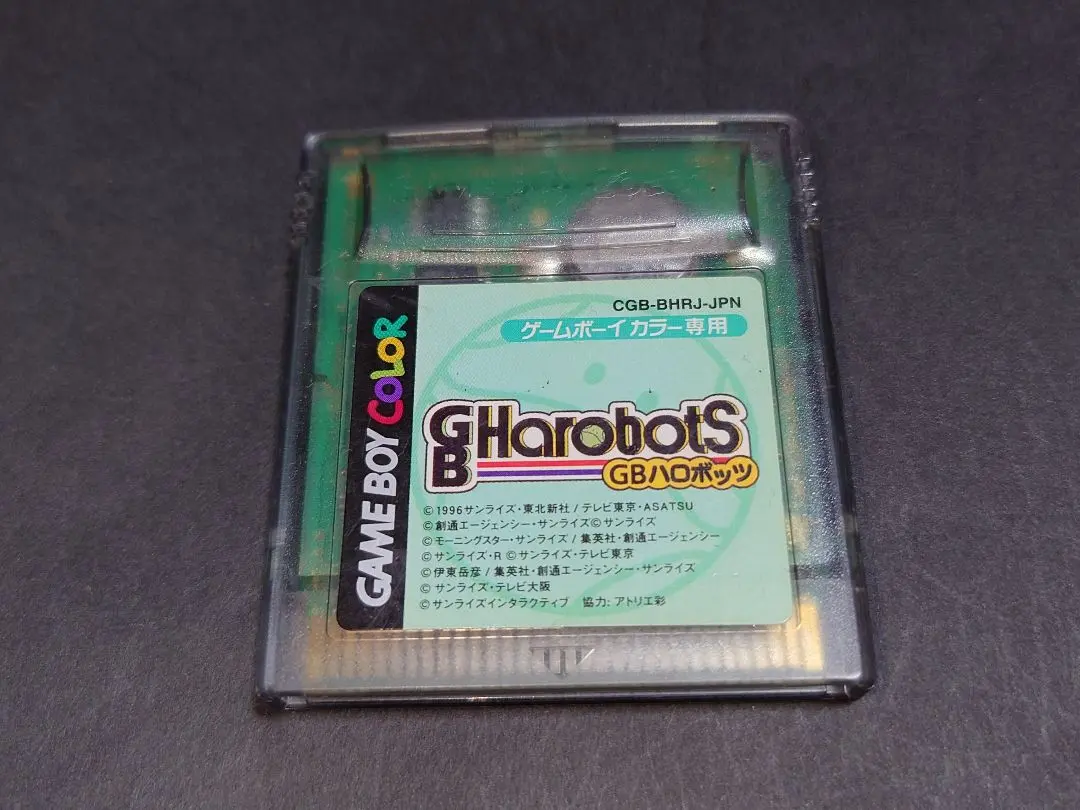 CGB-BHRJ-JPN
ゲームボーイカラー専用
GAME BOY COLOR
GB HarobotS
GBハロボッツ
©1996サンライズ・東北新社/テレビ東京・ASATSU
©創通エージェンシー・サンライズ©サンライズ
©モーニングスター・サンライズ/集英社・創通エージェンシー
©サンライズ・R ©サンライズ・テレビ東京
©伊東岳彦/集英社・創通エージェンシー・サンライズ
©サンライズ・テレビ大阪
©サンライズインタラクティブ 協力:アトリエ彩